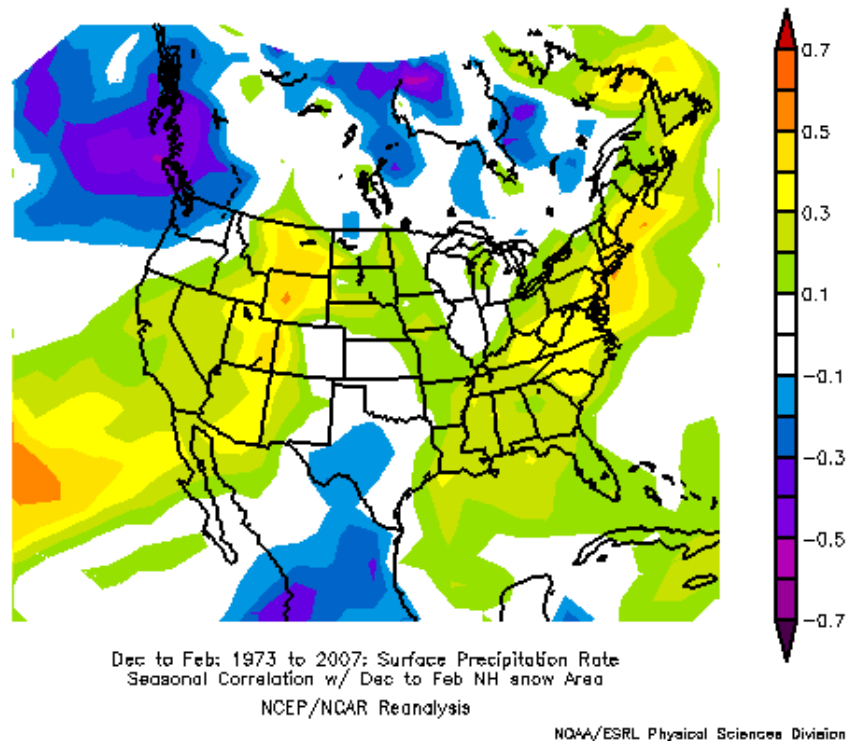 0.7
0.5
0.3
0.1
-0.1
-0.3
-0.5
-0.7
Dec to Feb: 1973 to 2007: Surface Precipitation Rate
Seasonal Correlation w/ Dec to Feb NH snow Area
NCEP/NCAR Reanalysis
NOAA/ESRL Physical Sciences Division